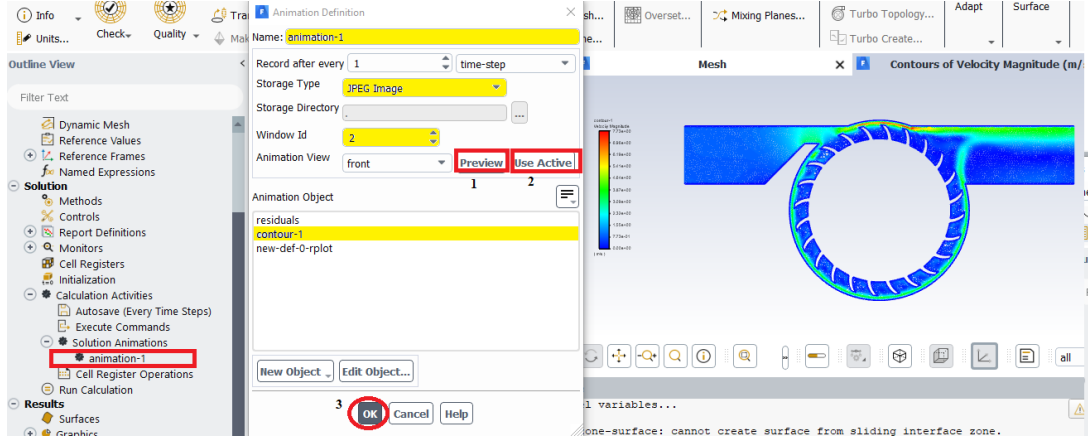 Info
Units...
Check
Quality
Tra
Mak
Animation Definition
sh...
ne...
Overset...
Mixing Planes...
Turbo Topology...
Turbo Create...
Adapt
Surface
Outline View
Filter Text
Dynamic Mesh
Reference Values
Reference Frames
Named Expressions
Solution
Methods
Controls
Report Definitions
Monitors
Cell Registers
Initialization
Calculation Activities
Autosave (Every Time Steps)
Execute Commands
Solution Animations
animation-1
Cell Register Operations
Run Calculation
Results
Surfaces
Graphics
Name: animation-1
Record after every 1 time-step
Storage Type JPEG Image
Storage Directory .
...
Window Id 2
Animation View front Preview Use Active
1 2
Animation Object
residuals
contour-1
new-def-0-rplot
New Object
Edit Object...
3
OK Cancel Help
Mesh
Contours of Velocity Magnitude (m/
contour-1
Velocity Magnitude
all
l variables...
one-surface: cannot create surface from sliding interface zone.